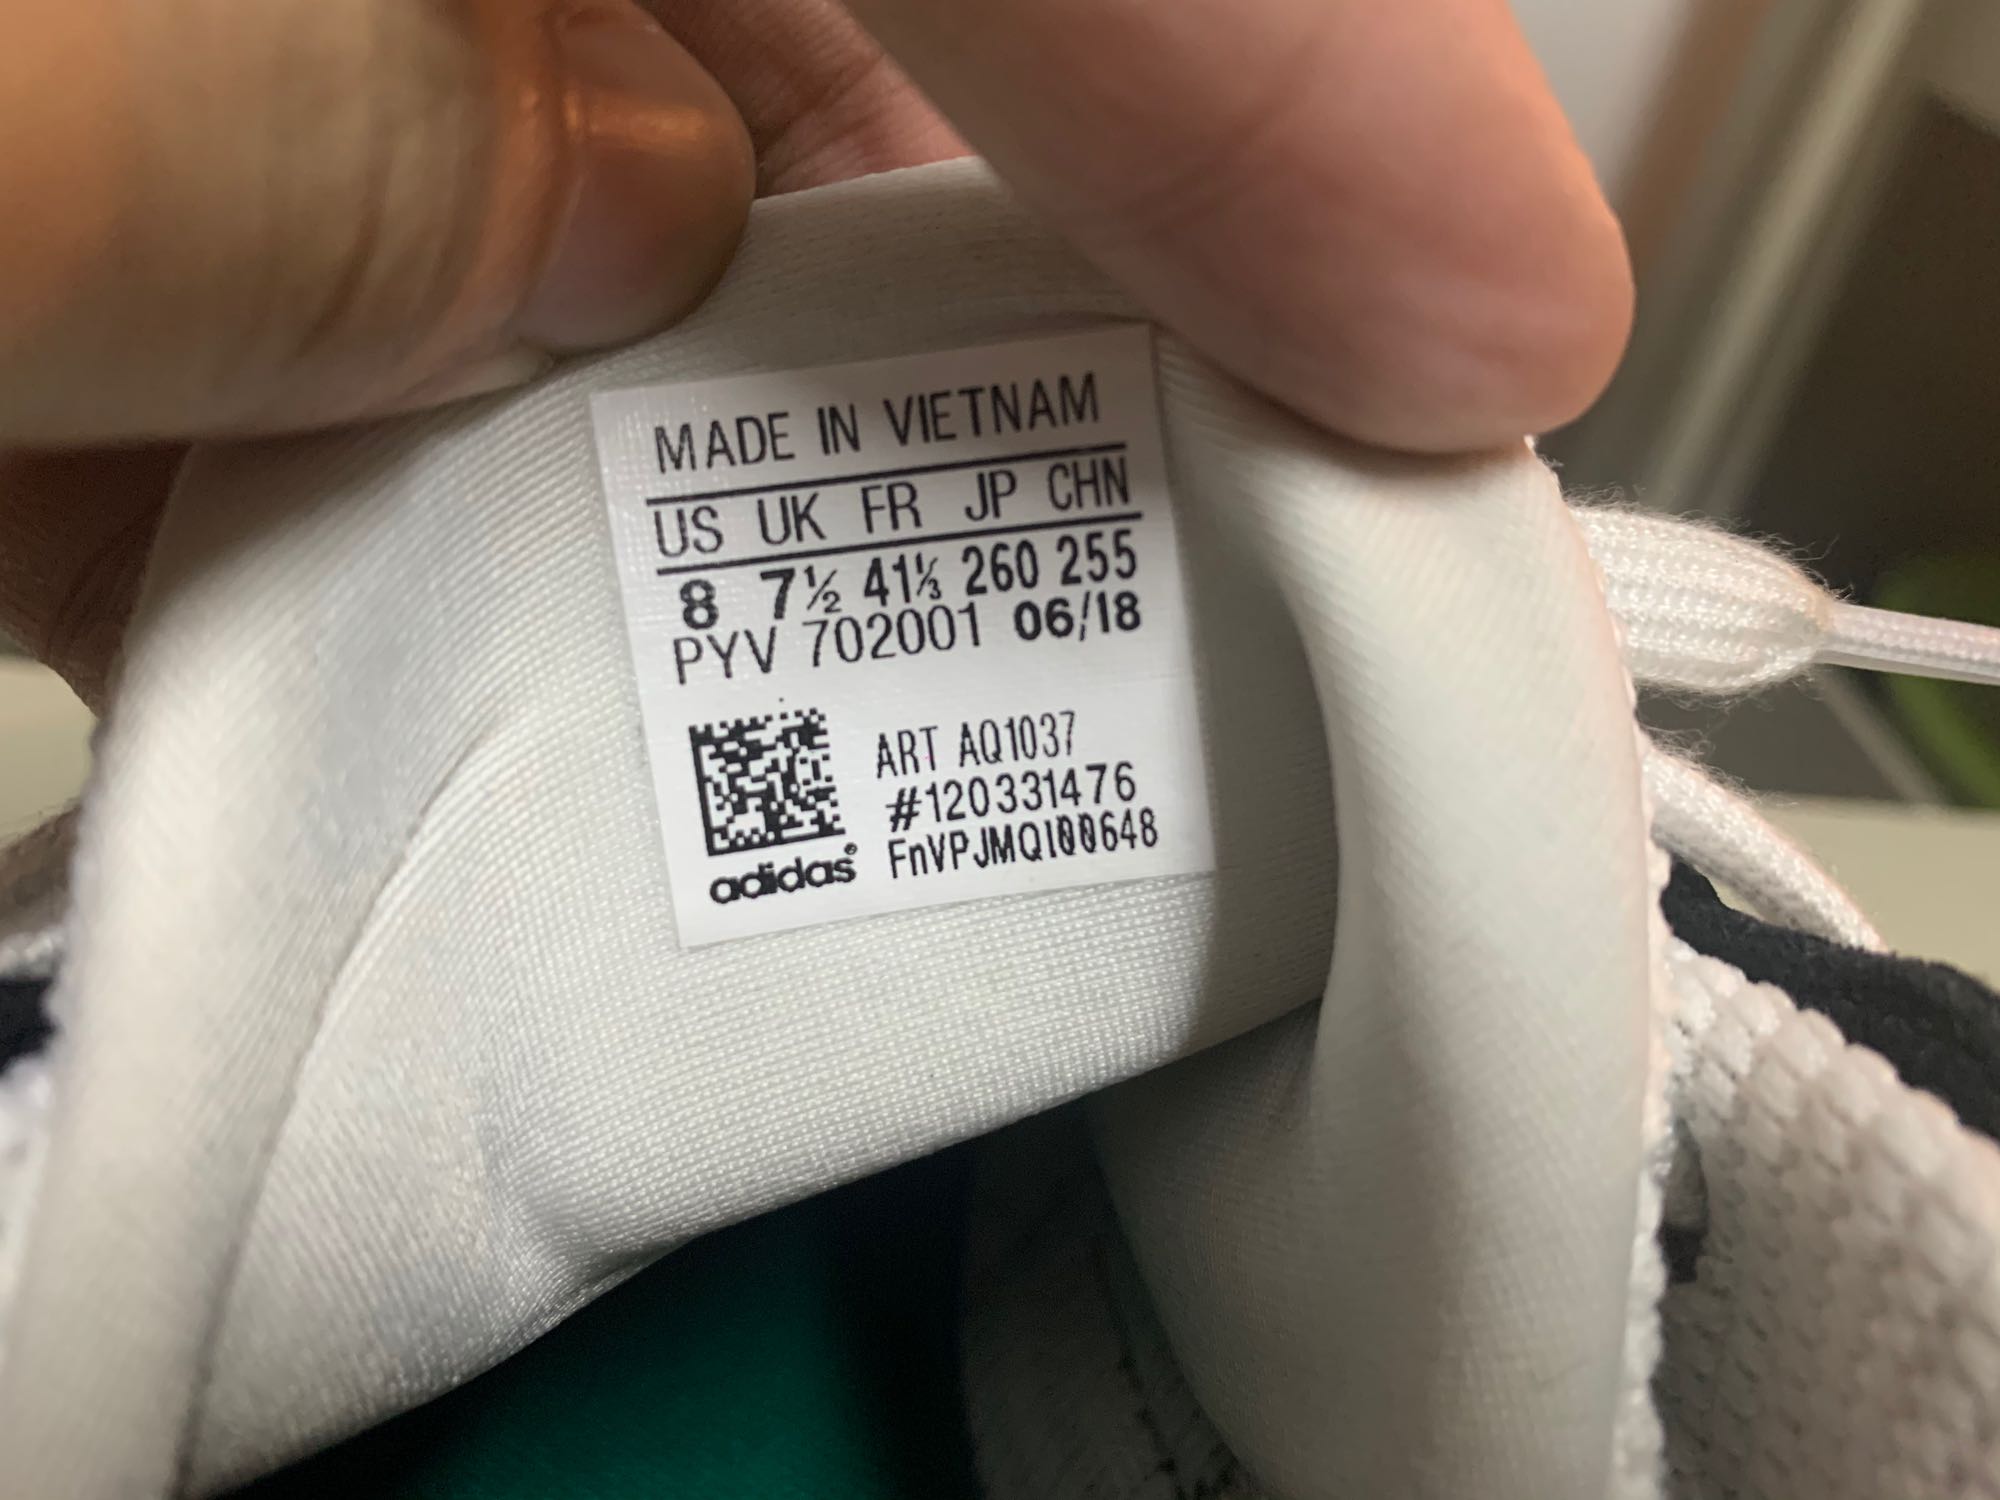 MADE IN VIETNAM
US UK FR JP CHN
8 7½ 41⅓ 260 255
PYV 702001 06/18
ART AQ1037
#120331476
FnVPJMQI00648
adidas®